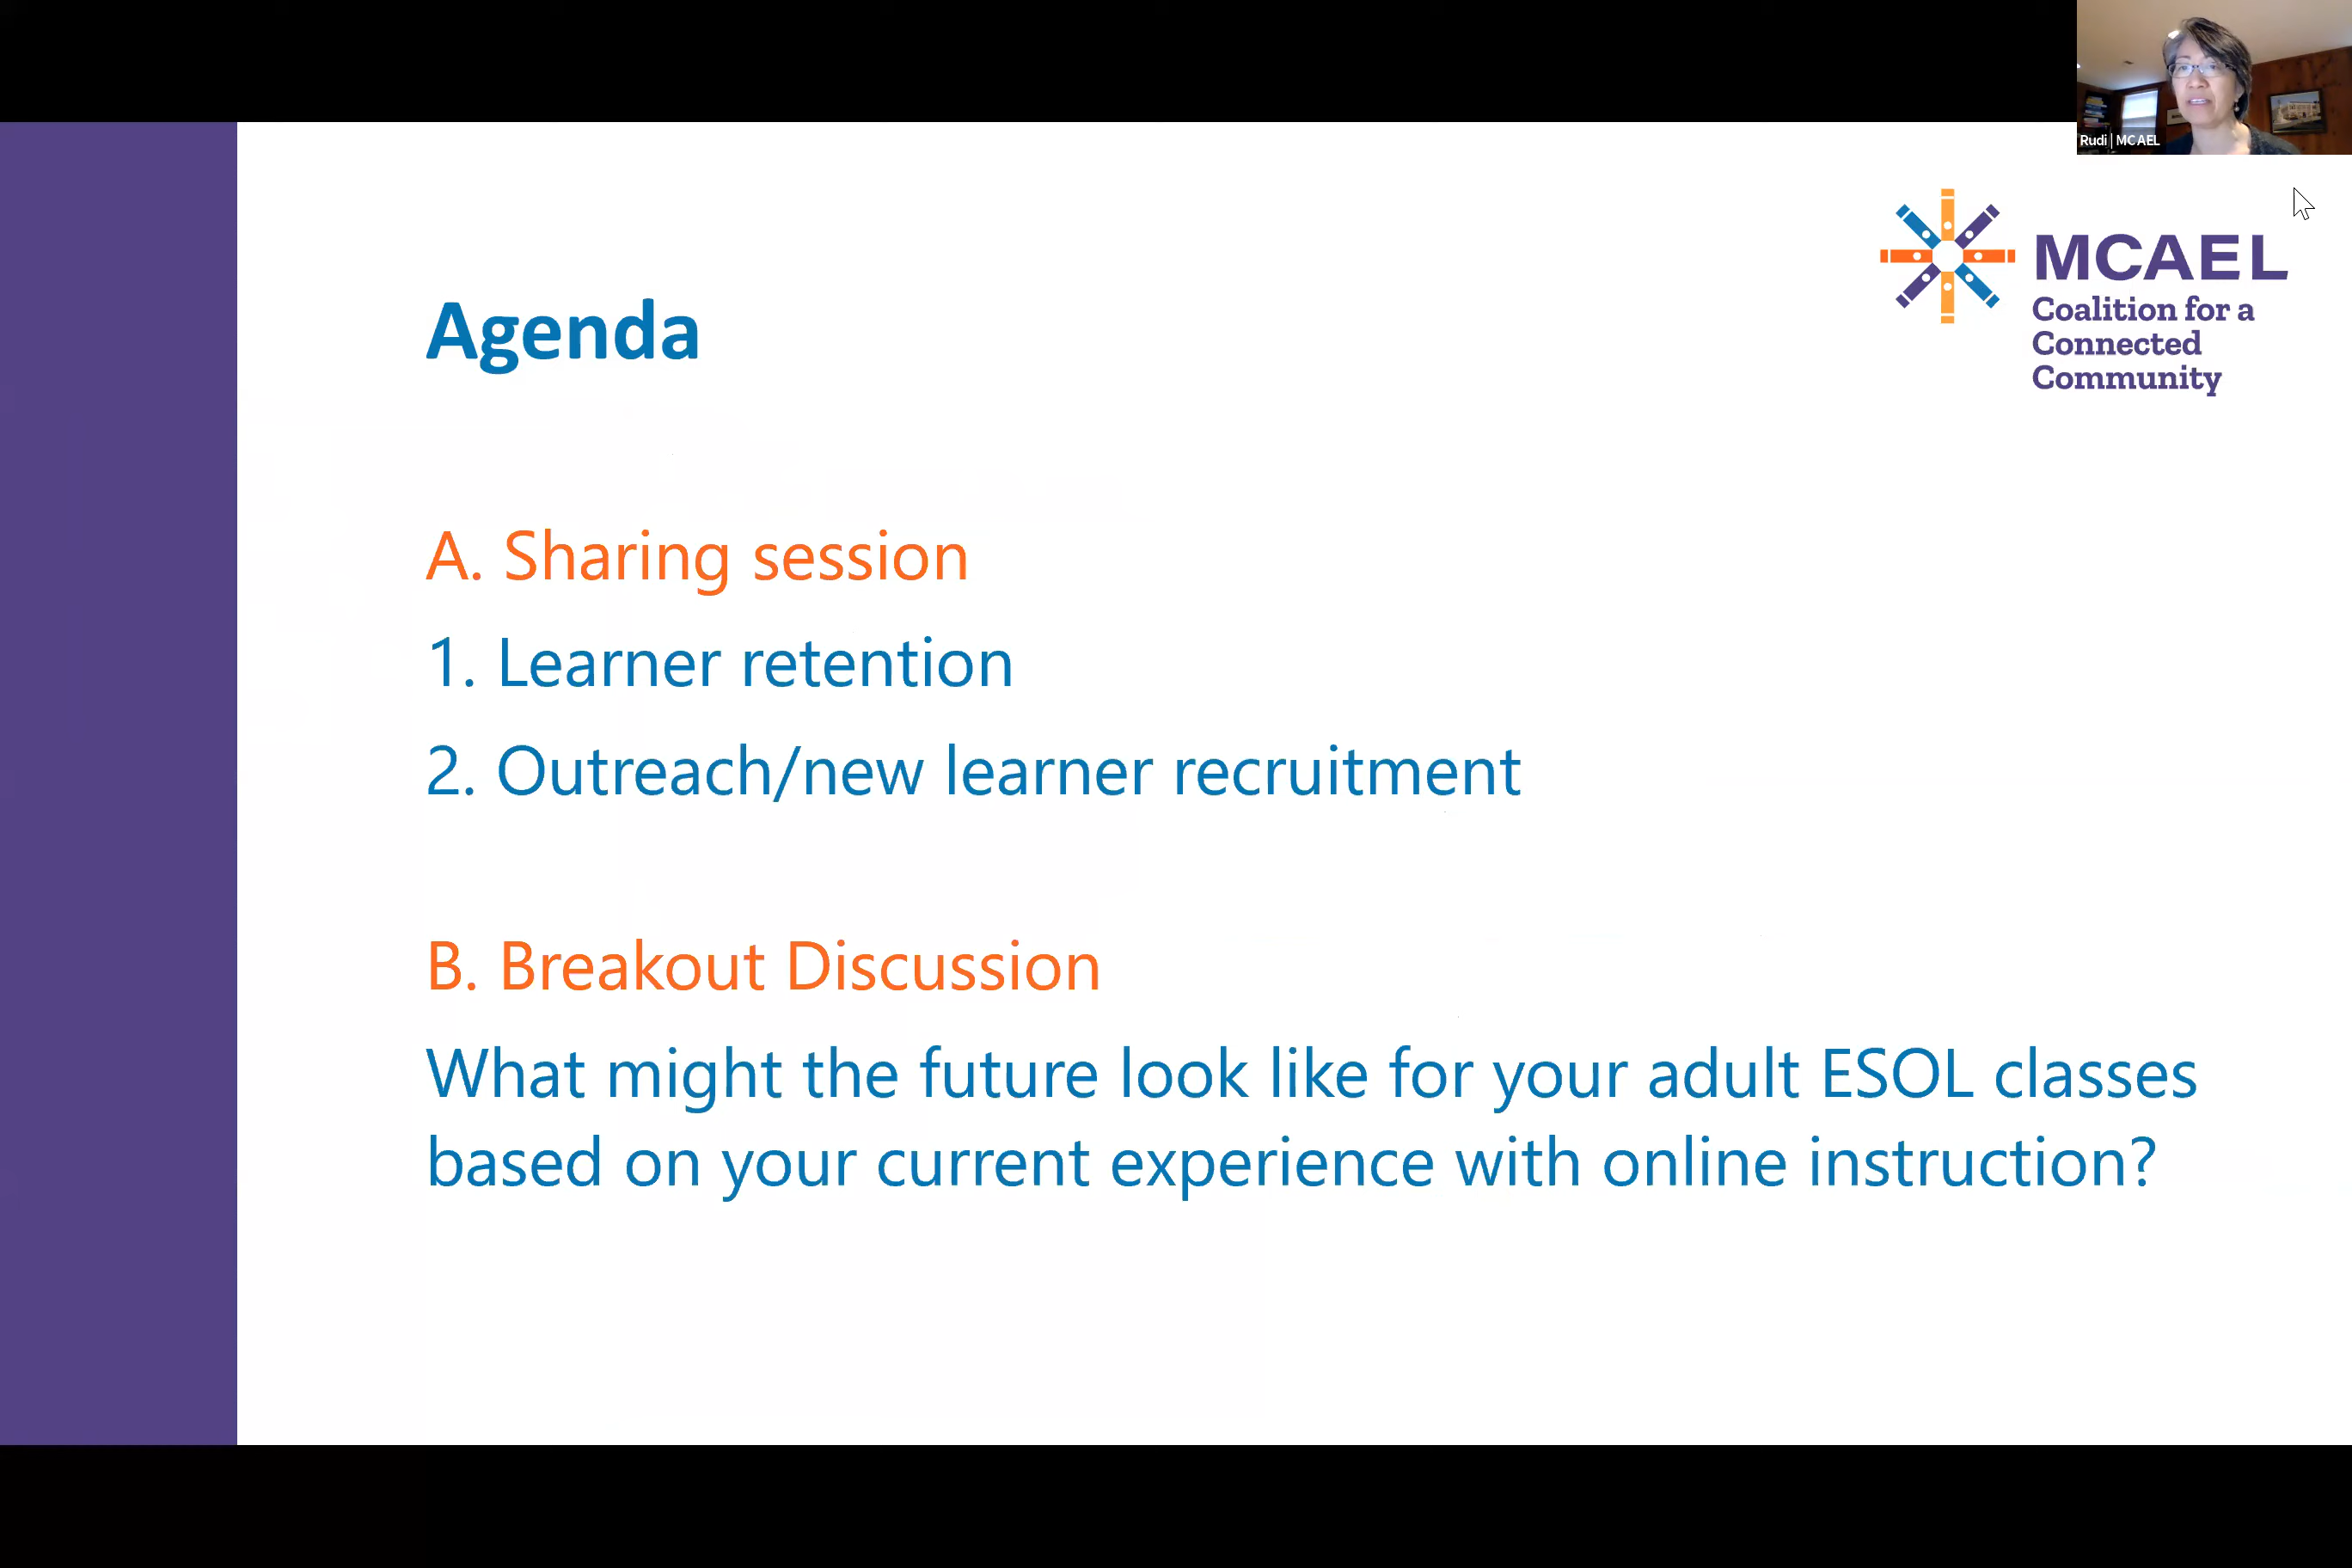 Rudi | MCAEL
MCAEL
Coalition for a
Connected
Community
Agenda
A. Sharing session
1. Learner retention
2. Outreach/new learner recruitment
B. Breakout Discussion
What might the future look like for your adult ESOL classes
based on your current experience with online instruction?